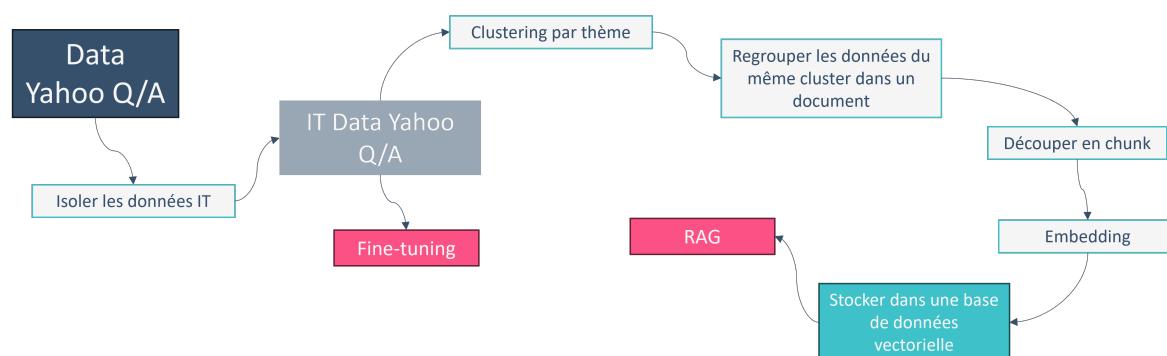 Data
Yahoo Q/A
Isoler les données IT
IT Data Yahoo
Q/A
Fine-tuning
Clustering par thème
Regrouper les données du
même cluster dans un
document
Découper en chunk
Embedding
Stocker dans une base
de données
vectorielle
RAG